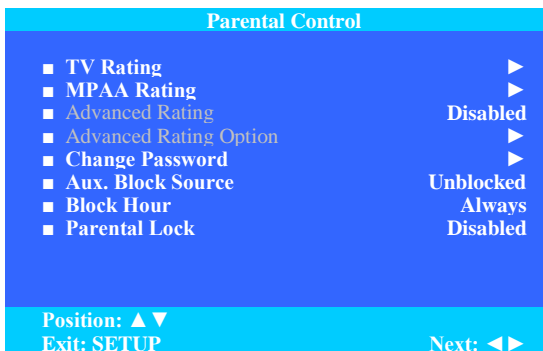 Parental Control
■ TV Rating ►
■ MPAA Rating ►
■ Advanced Rating Disabled
■ Advanced Rating Option ►
■ Change Password ►
■ Aux. Block Source Unblocked
■ Block Hour Always
■ Parental Lock Disabled
Position: ▲▼
Exit: SETUP Next: ◄►